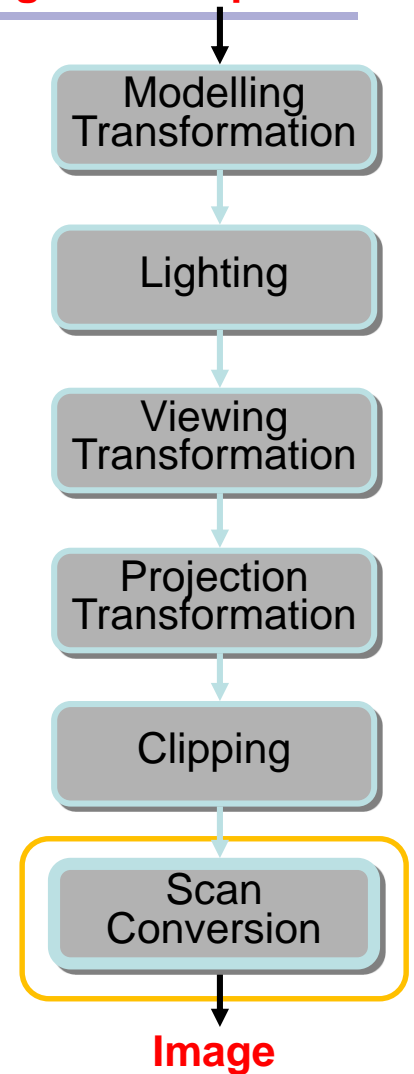 Modelling
Transformation
Lighting
Viewing
Transformation
Projection
Transformation
Clipping
Scan
Conversion
Image